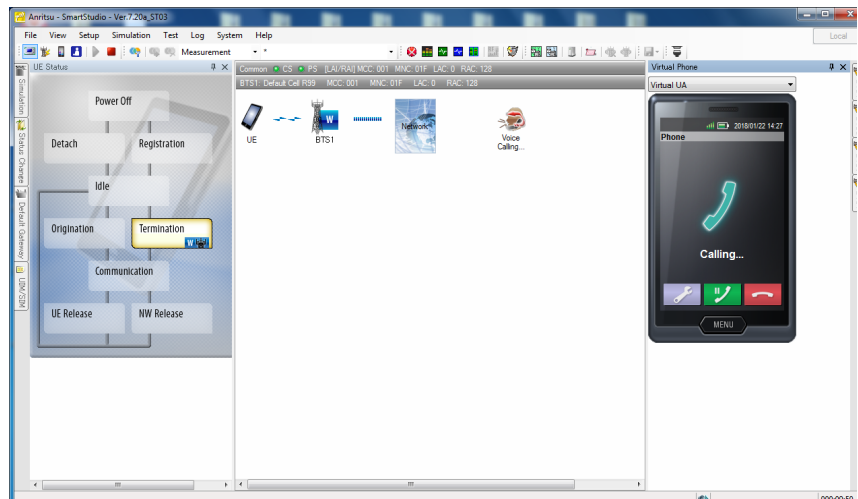 Anritsu - SmartStudio - Ver.7.20a_ST03
File View Setup Simulation Test Log System Help
Local
Measurement
*
UE Status
Common CS PS [LAI/RAI] MCC: 001 MNC: 01F LAC: 0 RAC: 128
Virtual Phone
BTS1: Default Cell R99 MCC: 001 MNC: 01F LAC: 0 RAC: 128
Virtual UA
Simulation
Status Change
Default Gateway
UIM/SIM
Power Off
Detach
Registration
Idle
Origination
Termination
W
Communication
UE Release
NW Release
UE
W
BTS1
Network
Voice
Calling...
2018/01/22 14:27
Phone
Calling...
MENU
000:00:50